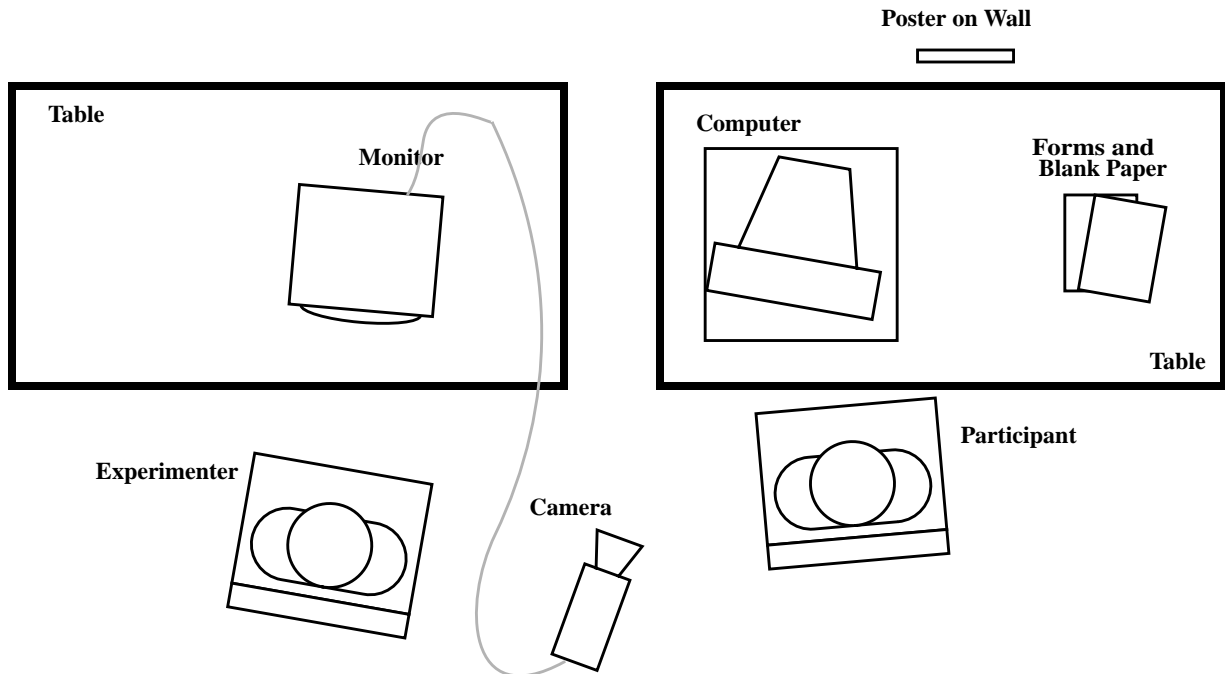 Poster on Wall
Table
Computer
Monitor
Forms and
Blank Paper
Table
Participant
Experimenter
Camera